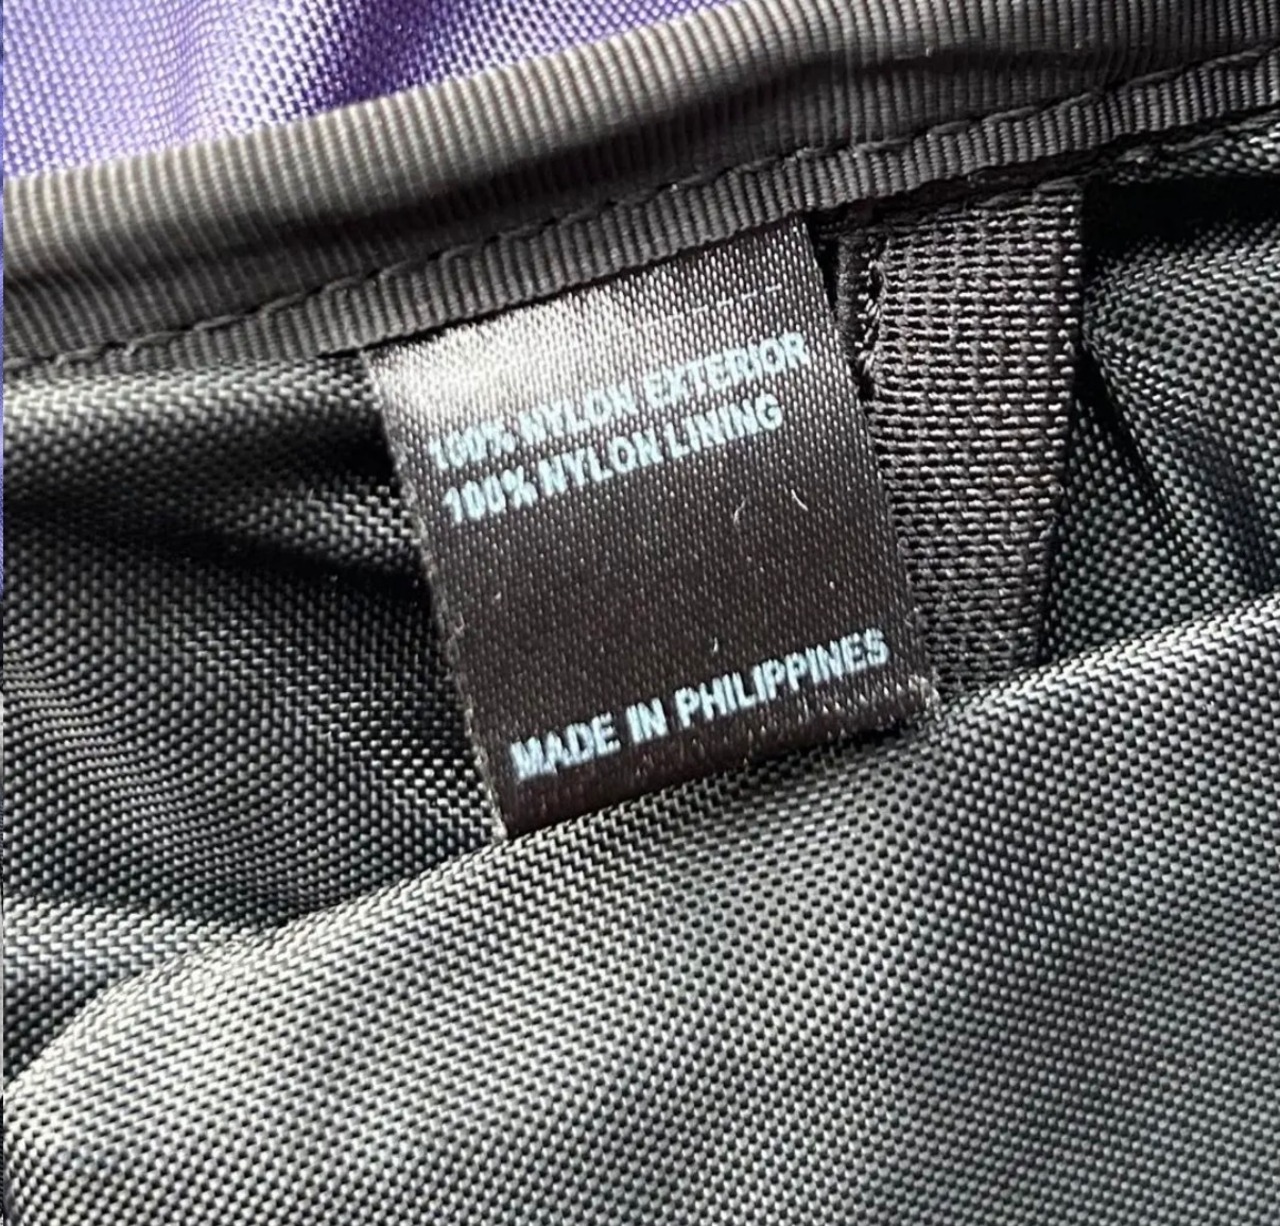 100% NYLON EXTERIOR
100% NYLON LINING
MADE IN PHILIPPINES